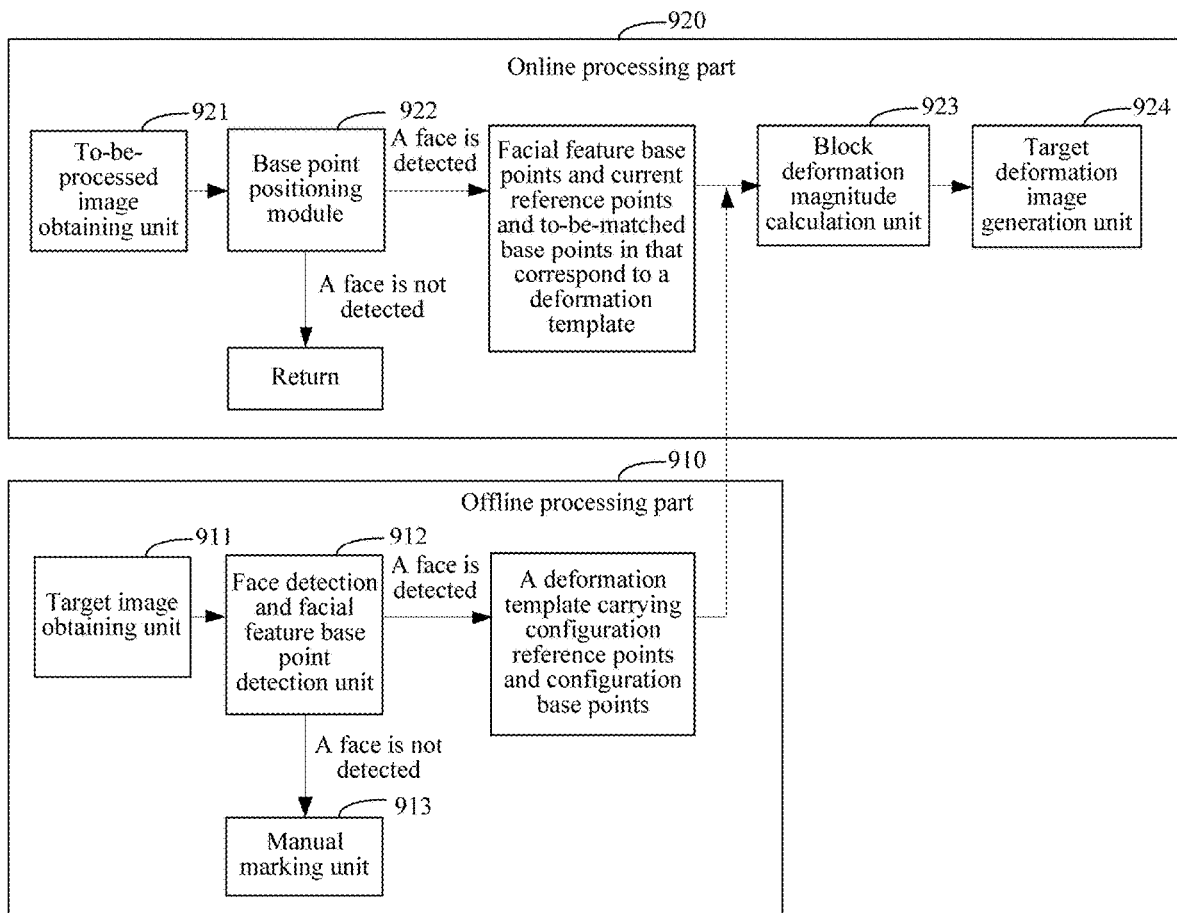 920
Online processing part
921
To-be-
processed
image
obtaining unit
922
Base point
positioning
module
A face is
detected
A face is not
detected
Return
Facial feature base
points and current
reference points
and to-be-matched
base points in that
correspond to a
deformation
template
923
Block
deformation
magnitude
calculation unit
924
Target
deformation
image
generation unit
910
Offline processing part
911
Target image
obtaining unit
912
Face detection
and facial
feature base
point
detection unit
A face is
detected
A face is not
detected
913
Manual
marking unit
A deformation
template carrying
configuration
reference points
and configuration
base points